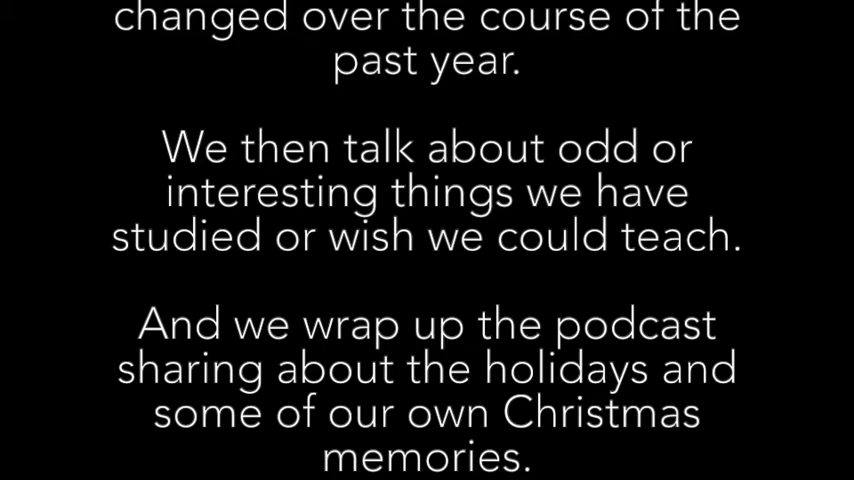 changed over the course of the
past year.
We then talk about odd or
interesting things we have
studied or wish we could teach.
And we wrap up the podcast
sharing about the holidays and
some of our own Christmas
memories.